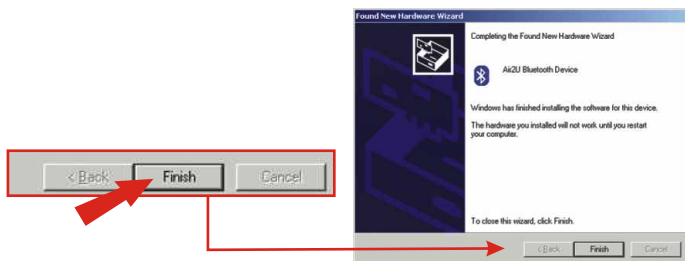 Found New Hardware Wizard
Completing the Found New Hardware Wizard
Air2U Bluetooth Device
Windows has finished installing the software for this device.
The hardware you installed will not work until you restart
your computer.
To close this wizard, click Finish.
< Back Finish Cancel
< Back Finish Cancel